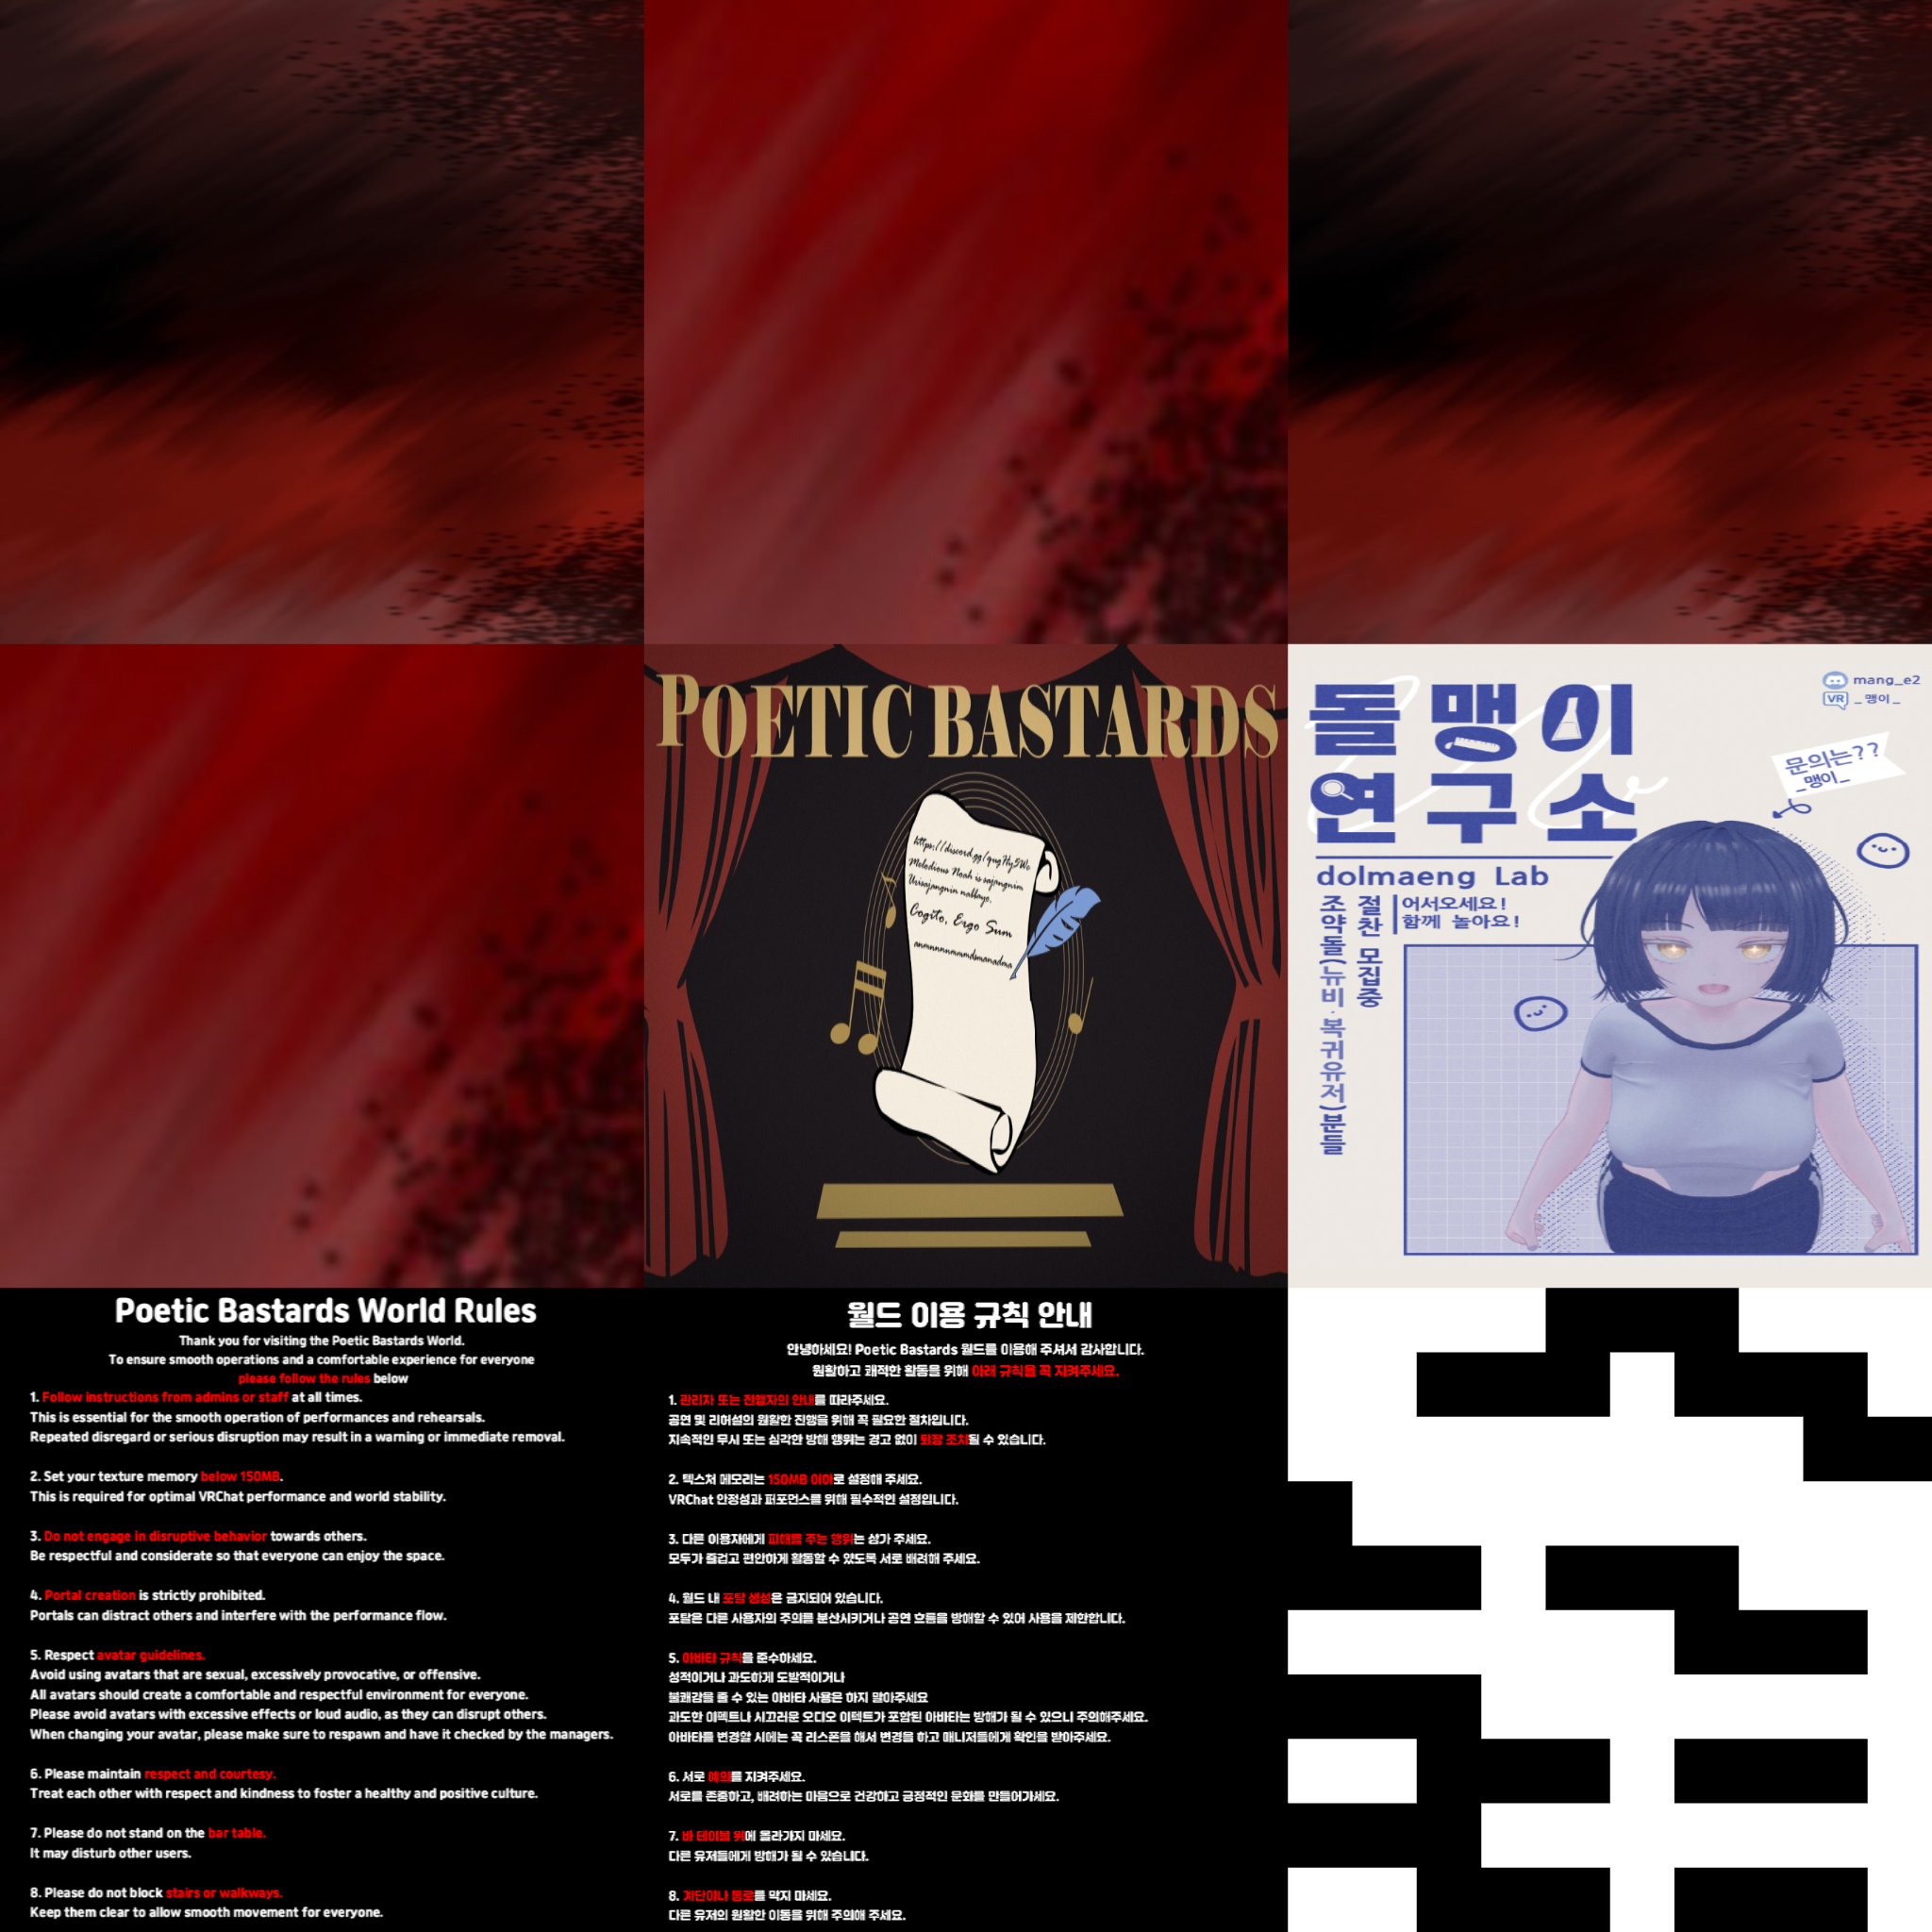 POETIC BASTARDS
Melodious Noah is sajangnim
Cogito, Ergo Sum
돌맹이
연구소
mang_e2
VR _맹이_
문의는??
_맹이_
dolmaeng Lab
어서오세요!
함께 놀아요!
절찬 모집중
조약돌(뉴비·복귀유저)분들
Poetic Bastards World Rules
Thank you for visiting the Poetic Bastards World.
To ensure smooth operations and a comfortable experience for everyone
please follow the rules below
1. Follow instructions from admins or staff at all times.
This is essential for the smooth operation of performances and rehearsals.
Repeated disregard or serious disruption may result in a warning or immediate removal.
2. Set your texture memory below 150MB.
This is required for optimal VRChat performance and world stability.
3. Do not engage in disruptive behavior towards others.
Be respectful and considerate so that everyone can enjoy the space.
4. Portal creation is strictly prohibited.
Portals can distract others and interfere with the performance flow.
5. Respect avatar guidelines.
Avoid using avatars that are sexual, excessively provocative, or offensive.
All avatars should create a comfortable and respectful environment for everyone.
Please avoid avatars with excessive effects or loud audio, as they can disrupt others.
When changing your avatar, please make sure to respawn and have it checked by the managers.
6. Please maintain respect and courtesy.
Treat each other with respect and kindness to foster a healthy and positive culture.
7. Please do not stand on the bar table.
It may disturb other users.
8. Please do not block stairs or walkways.
Keep them clear to allow smooth movement for everyone.
월드 이용 규칙 안내
안녕하세요! Poetic Bastards 월드를 이용해 주셔서 감사합니다.
원활하고 쾌적한 활동을 위해 아래 규칙을 꼭 지켜주세요.
1. 관리자 또는 진행자의 안내를 따라주세요.
공연 및 리허설의 원활한 진행을 위해 꼭 필요한 절차입니다.
지속적인 무시 또는 심각한 방해 행위는 경고 없이 퇴장 조치될 수 있습니다.
2. 텍스처 메모리는 150MB 이하로 설정해 주세요.
VRChat 안정성과 퍼포먼스를 위해 필수적인 설정입니다.
3. 다른 이용자에게 피해를 주는 행위는 삼가 주세요.
모두가 즐겁고 편안하게 활동할 수 있도록 서로 배려해 주세요.
4. 월드 내 포탈 생성은 금지되어 있습니다.
포탈은 다른 사용자의 주의를 분산시키거나 공연 흐름을 방해할 수 있어 사용을 제한합니다.
5. 아바타 규칙을 준수하세요.
성적이거나 과도하게 도발적이거나
불쾌감을 줄 수 있는 아바타 사용은 하지 말아주세요
과도한 이펙트나 시끄러운 오디오 이펙트가 포함된 아바타는 방해가 될 수 있으니 주의해주세요.
아바타를 변경할 시에는 꼭 리스폰을 해서 변경을 하고 매니저들에게 확인을 받아주세요.
6. 서로 예의를 지켜주세요.
서로를 존중하고, 배려하는 마음으로 건강하고 긍정적인 문화를 만들어가세요.
7. 바 테이블 위에 올라가지 마세요.
다른 유저들에게 방해가 될 수 있습니다.
8. 계단이나 통로를 막지 마세요.
다른 유저의 원활한 이동을 위해 주의해 주세요.